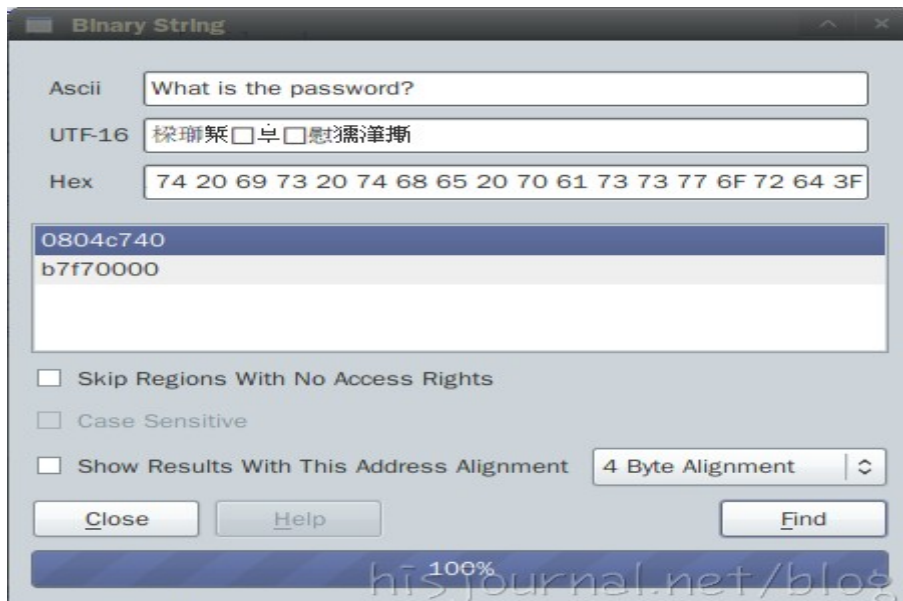 Binary String
Ascii What is the password?
UTF-16 □ □
Hex 74 20 69 73 20 74 68 65 20 70 61 73 73 77 6F 72 64 3F
0804c740
b7f70000
Skip Regions With No Access Rights
Case Sensitive
Show Results With This Address Alignment 4 Byte Alignment
Close Help Find
100%
hisjournal.net/blog